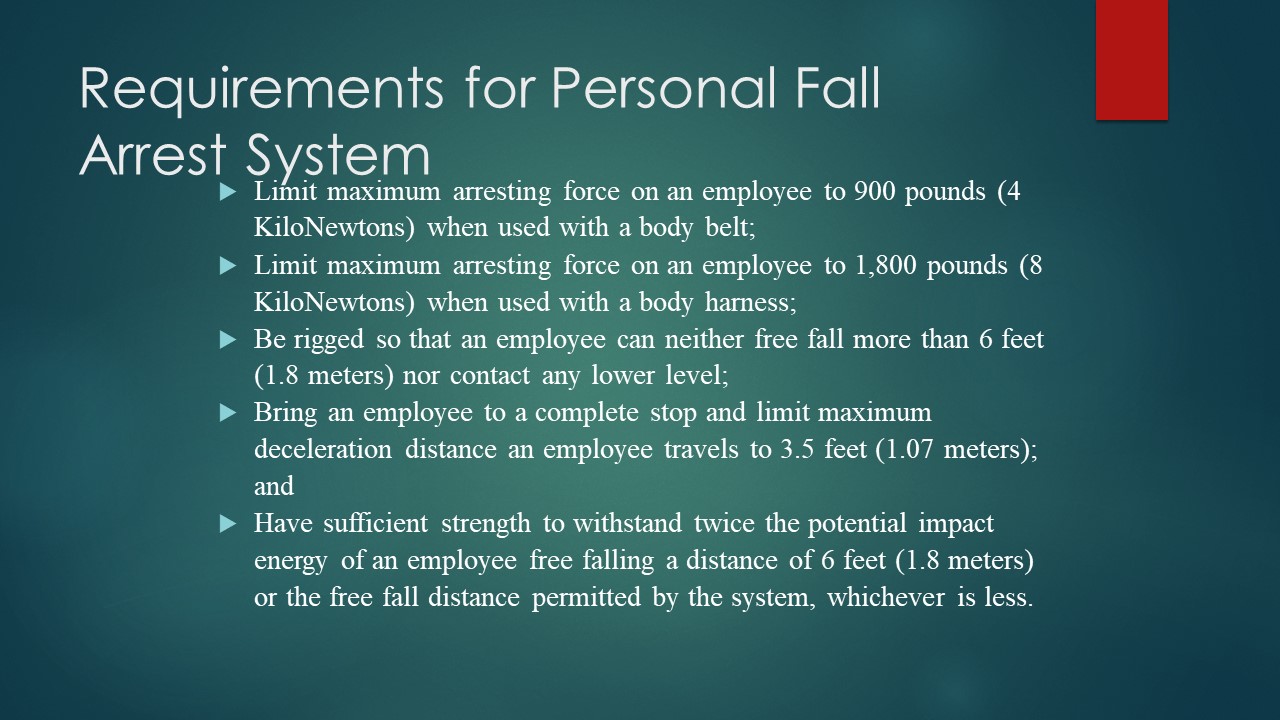 Requirements for Personal Fall
Arrest System
Limit maximum arresting force on an employee to 900 pounds (4
KiloNewtons) when used with a body belt;
Limit maximum arresting force on an employee to 1,800 pounds (8
KiloNewtons) when used with a body harness;
Be rigged so that an employee can neither free fall more than 6 feet
(1.8 meters) nor contact any lower level;
Bring an employee to a complete stop and limit maximum
deceleration distance an employee travels to 3.5 feet (1.07 meters);
and
Have sufficient strength to withstand twice the potential impact
energy of an employee free falling a distance of 6 feet (1.8 meters)
or the free fall distance permitted by the system, whichever is less.